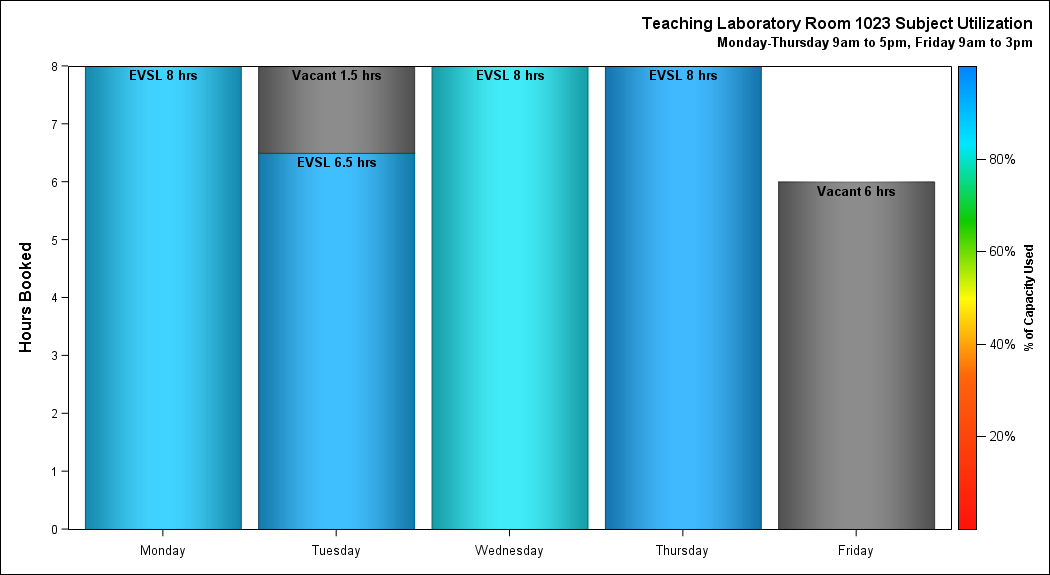 Teaching Laboratory Room 1023 Subject Utilization
Monday-Thursday 9am to 5pm, Friday 9am to 3pm
Hours Booked
8
7
6
5
4
3
2
1
0
EVSL 8 hrs
Vacant 1.5 hrs
EVSL 6.5 hrs
EVSL 8 hrs
EVSL 8 hrs
Vacant 6 hrs
Monday
Tuesday
Wednesday
Thursday
Friday
80%
60%
40%
20%
% of Capacity Used